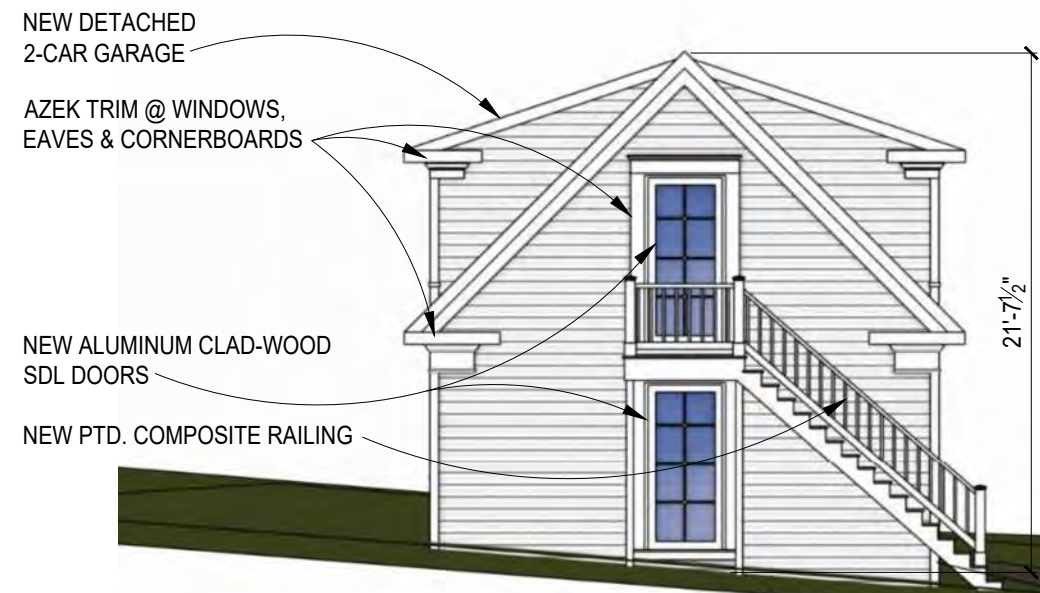 NEW DETACHED
2-CAR GARAGE
AZEK TRIM @ WINDOWS,
EAVES & CORNERBOARDS
NEW ALUMINUM CLAD-WOOD
SDL DOORS
NEW PTD. COMPOSITE RAILING
21'-7½"